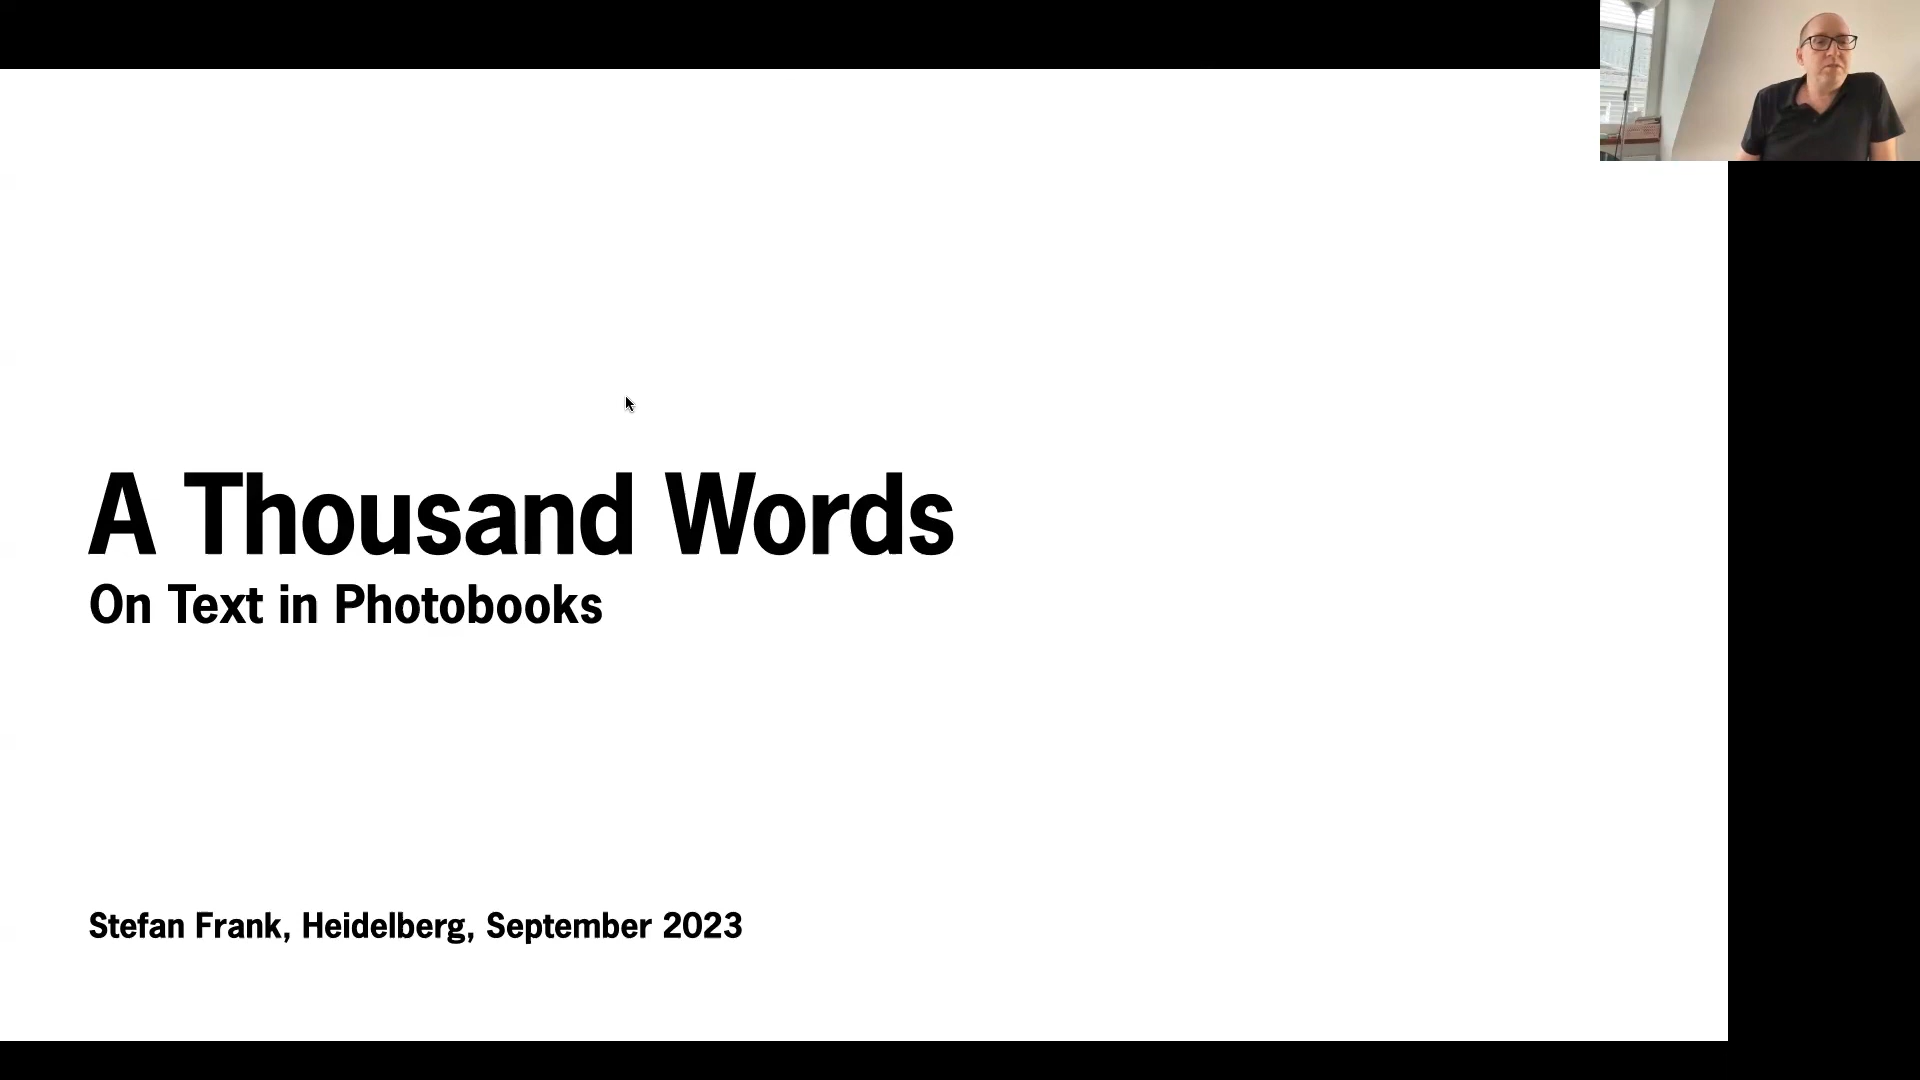 A Thousand Words
On Text in Photobooks
Stefan Frank, Heidelberg, September 2023